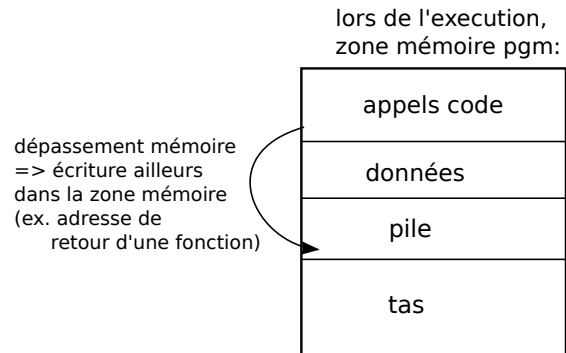 lors de l'execution,
zone mémoire pgm:
appels code
dépassement mémoire
=> écriture ailleurs
dans la zone mémoire
(ex. adresse de
retour d'une fonction)
données
pile
tas